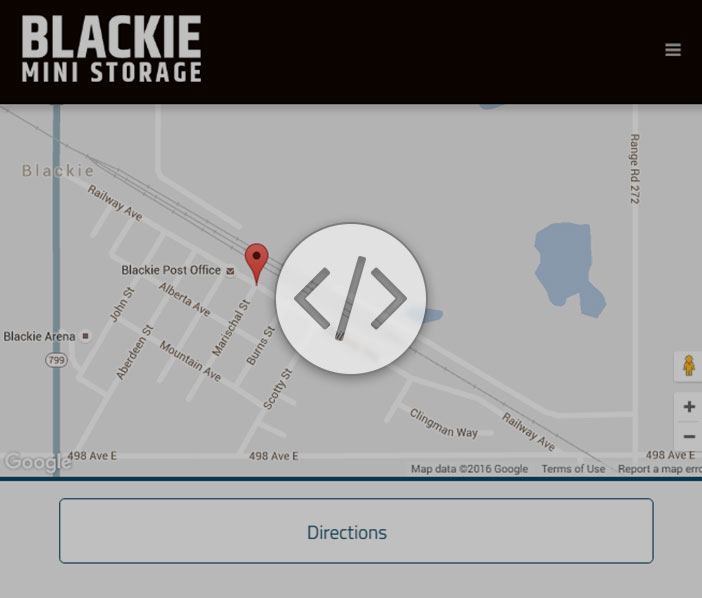 BLACKIE
MINI STORAGE
Blackie
Range Rd 272
Railway Ave
Blackie Post Office
John St
Alberta Ave
Marischal St
Blackie Arena
799
Aberdeen St
Mountain Ave
Burns St
Scotty St
Clingman Way
Railway Ave
Google
498 Ave E
498 Ave E
498 Ave E
Map data ©2016 Google
Terms of Use
Report a map erro
Directions